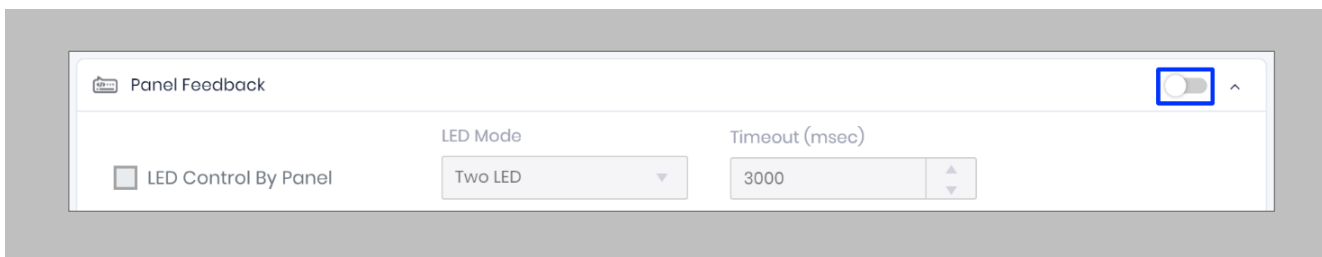 Panel Feedback
LED Mode
Timeout (msec)
LED Control By Panel
Two LED
3000